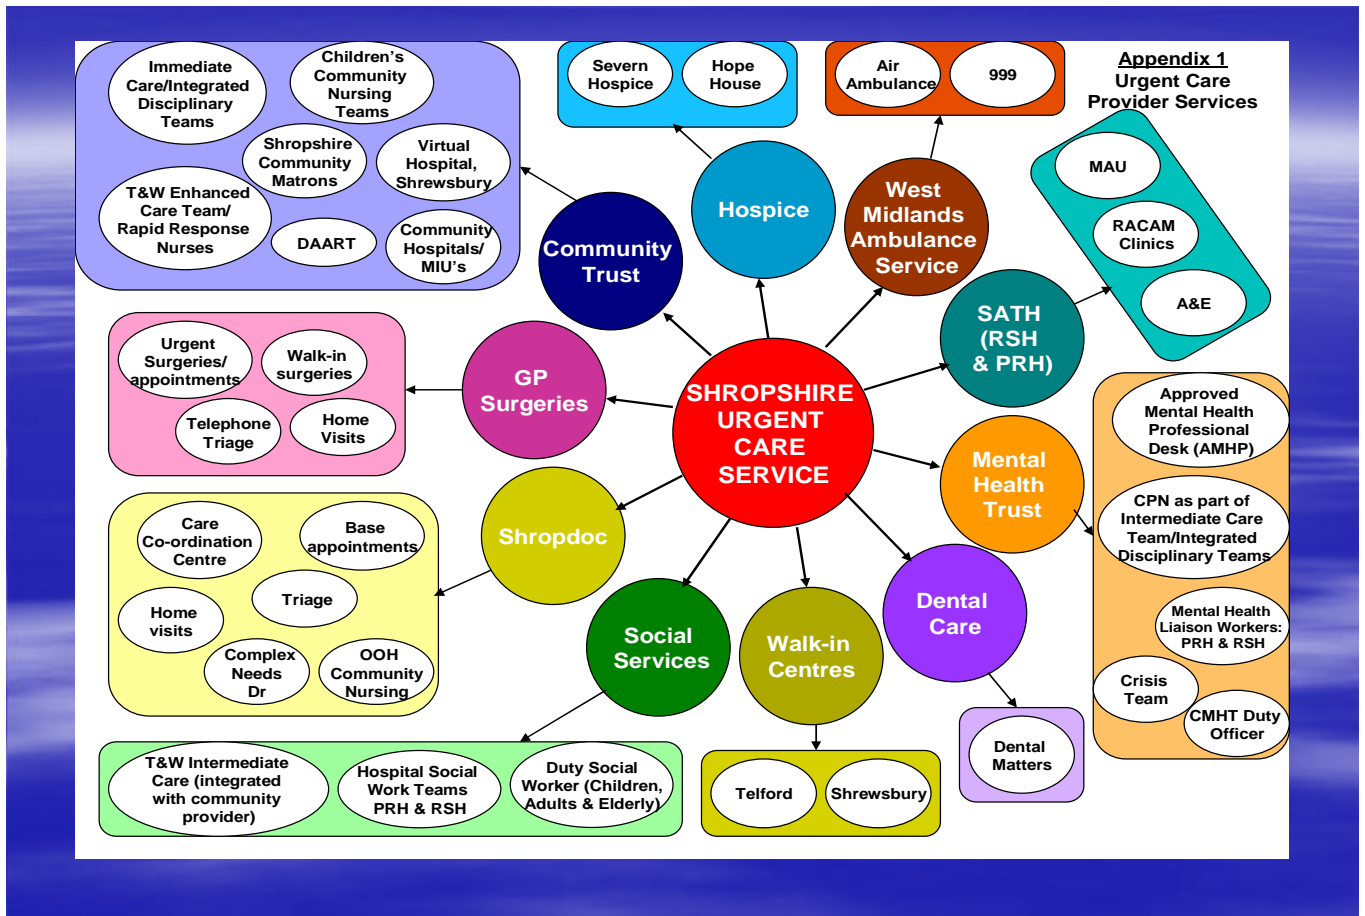 Appendix 1
Urgent Care
Provider Services
Immediate
Care/Integrated
Disciplinary
Teams
Children's
Community
Nursing
Teams
Shropshire
Community
Matrons
Virtual
Hospital,
Shrewsbury
T&W Enhanced
Care Team/
Rapid Response
Nurses
DAART
Community
Hospitals/
MIU's
Severn
Hospice
Hope
House
Air
Ambulance
999
MAU
RACAM
Clinics
A&E
Community
Trust
Hospice
West
Midlands
Ambulance
Service
SATH
(RSH
& PRH)
Urgent
Surgeries/
appointments
Walk-in
surgeries
Telephone
Triage
Home
Visits
GP
Surgeries
SHROPSHIRE
URGENT
CARE
SERVICE
Mental
Health
Trust
Approved
Mental Health
Professional
Desk (AMHP)
CPN as part of
Intermediate Care
Team/Integrated
Disciplinary Teams
Mental Health
Liaison Workers:
PRH & RSH
Crisis
Team
CMHT Duty
Officer
Care
Co-ordination
Centre
Base
appointments
Triage
Home
visits
Complex
Needs
Dr
OOH
Community
Nursing
Shropdoc
Social
Services
Walk-in
Centres
Dental
Care
T&W Intermediate
Care (integrated
with community
provider)
Hospital Social
Work Teams
PRH & RSH
Duty Social
Worker (Children,
Adults & Elderly)
Telford
Shrewsbury
Dental
Matters